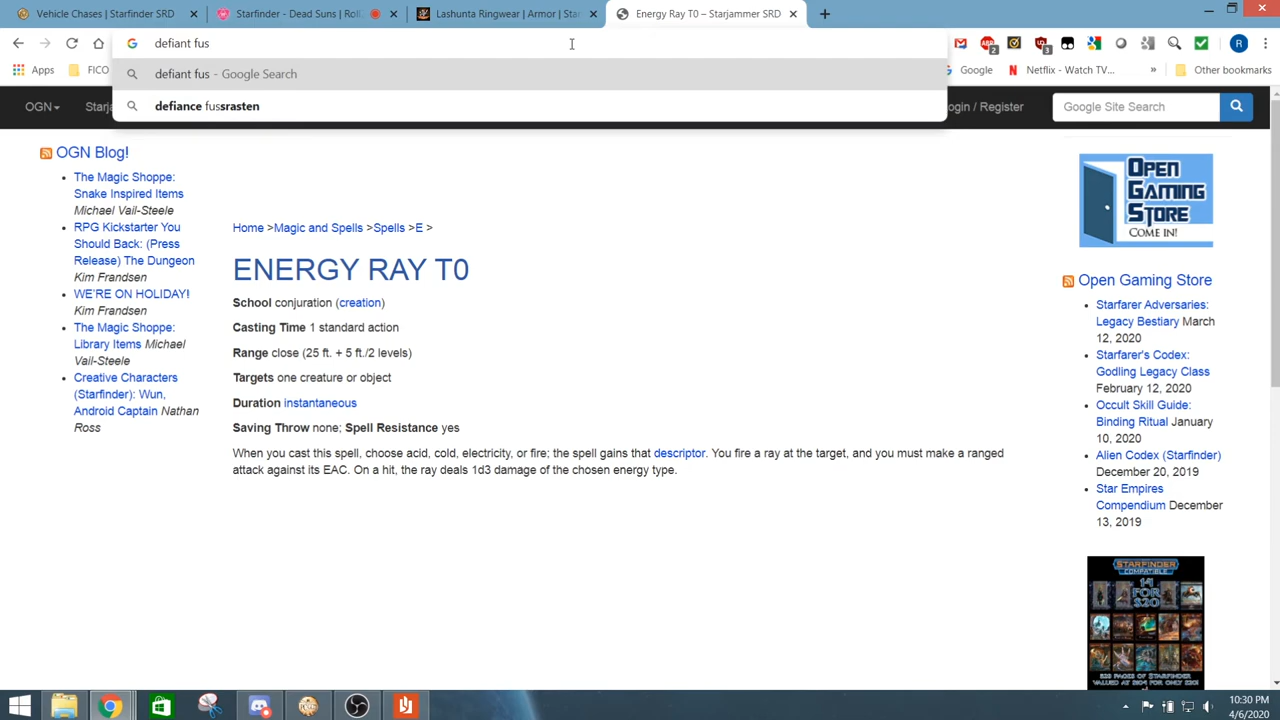 Vehicle Chases | Starfinder SRD
Starfinder - Dead Suns | Roll
Lashunta Ringwear | Armor | Star
Energy Ray T0 – Starjammer SRD
defiant fus
2
3
R
defiant fus - Google Search
defiance fussrasten
Apps
FICO
Google
Netflix - Watch TV...
»
Other bookmarks
OGN
Starja
ogin / Register
Google Site Search
OGN Blog!
The Magic Shoppe:
Snake Inspired Items
Michael Vail-Steele
RPG Kickstarter You
Should Back: (Press
Release) The Dungeon
Kim Frandsen
WE'RE ON HOLIDAY!
Kim Frandsen
The Magic Shoppe:
Library Items Michael
Vail-Steele
Creative Characters
(Starfinder): Wun,
Android Captain Nathan
Ross
Home >Magic and Spells >Spells >E >
ENERGY RAY T0
School conjuration (creation)
Casting Time 1 standard action
Range close (25 ft. + 5 ft./2 levels)
Targets one creature or object
Duration instantaneous
Saving Throw none; Spell Resistance yes
When you cast this spell, choose acid, cold, electricity, or fire; the spell gains that descriptor. You fire a ray at the target, and you must make a ranged
attack against its EAC. On a hit, the ray deals 1d3 damage of the chosen energy type.
OPEN
GAMING
STORE
COME IN!
Open Gaming Store
Starfarer Adversaries:
Legacy Bestiary March
12, 2020
Starfarer's Codex:
Godling Legacy Class
February 12, 2020
Occult Skill Guide:
Binding Ritual January
10, 2020
Alien Codex (Starfinder)
December 20, 2019
Star Empires
Compendium December
13, 2019
STARFINDER
COMPATIBLE
14
FOR
$20
10:30 PM
4/6/2020